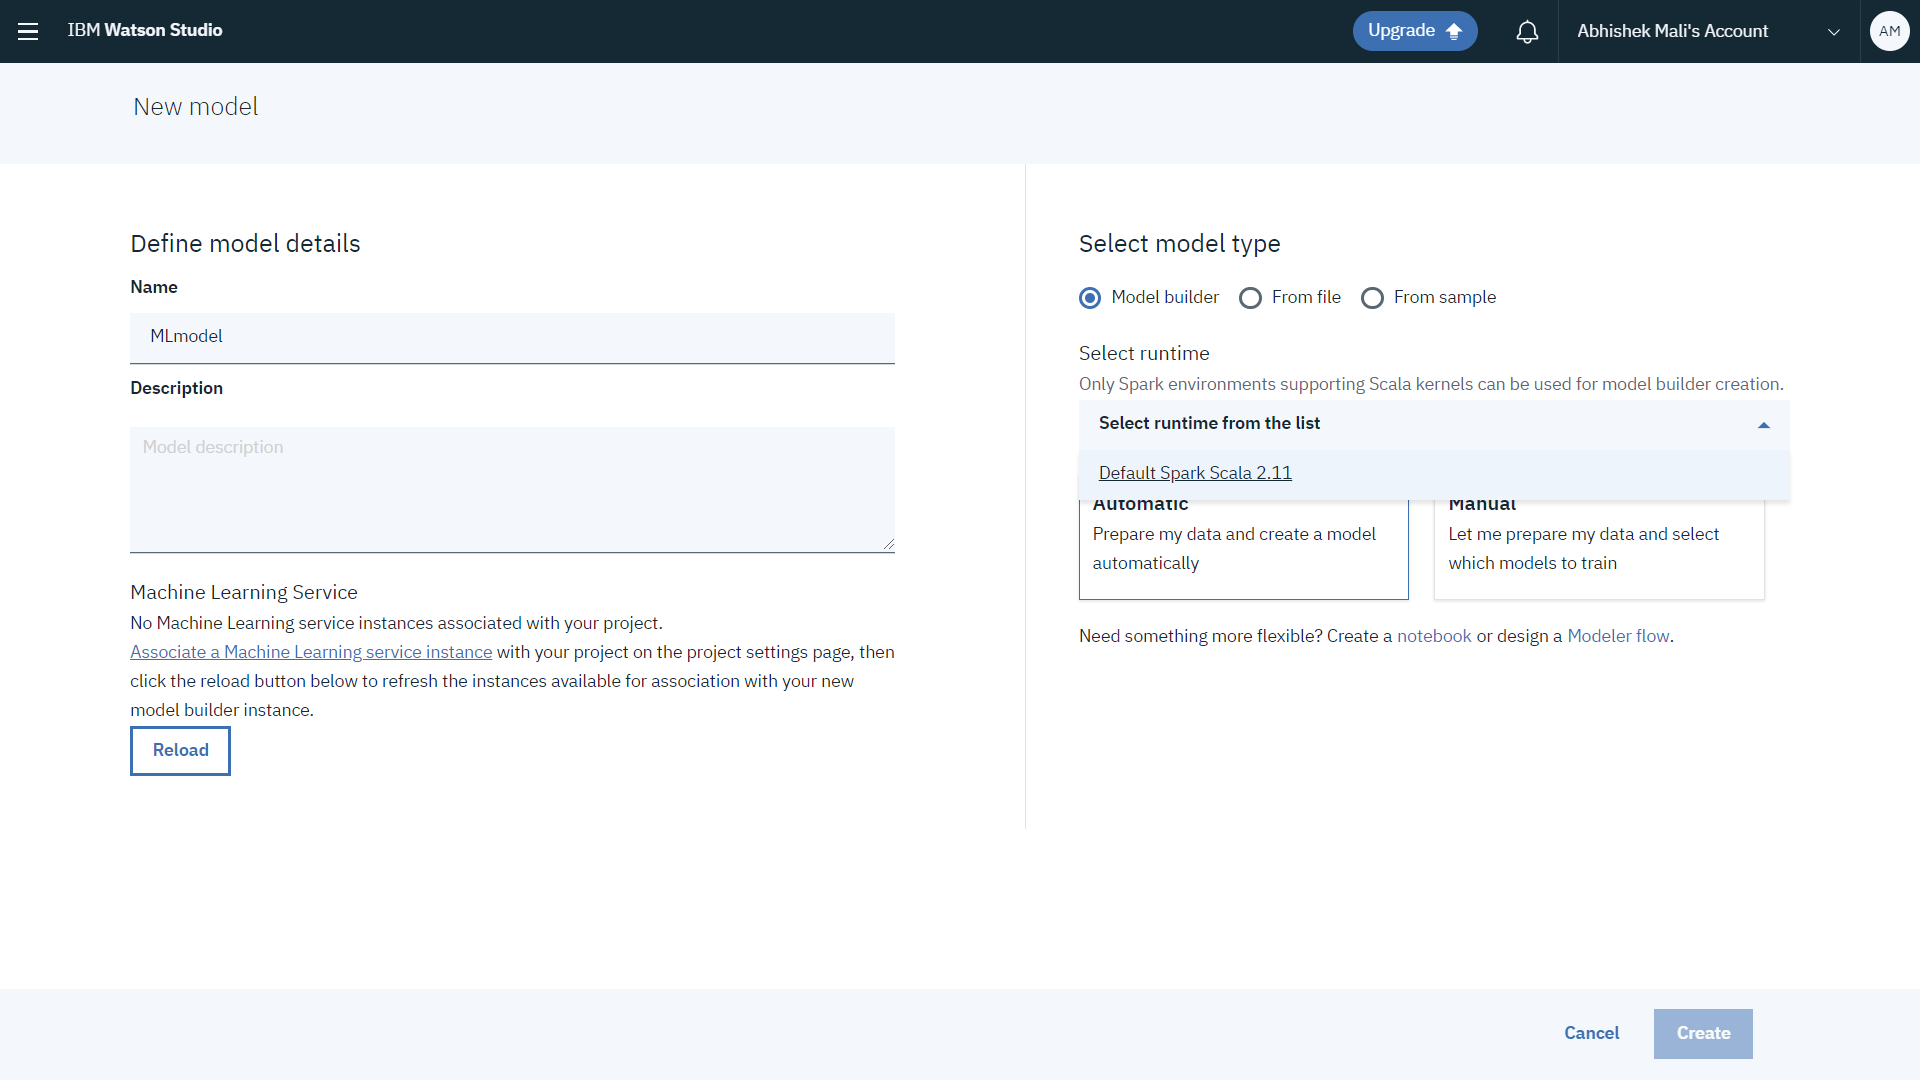 IBM Watson Studio
Upgrade
Abhishek Mali's Account
AM
New model
Define model details
Name
MLmodel
Description
Model description
Machine Learning Service
No Machine Learning service instances associated with your project.
Associate a Machine Learning service instance with your project on the project settings page, then
click the reload button below to refresh the instances available for association with your new
model builder instance.
Reload
Select model type
Model builder
From file
From sample
Select runtime
Only Spark environments supporting Scala kernels can be used for model builder creation.
Select runtime from the list
Default Spark Scala 2.11
Automatic
Prepare my data and create a model
automatically
Manual
Let me prepare my data and select
which models to train
Need something more flexible? Create a notebook or design a Modeler flow.
Cancel
Create